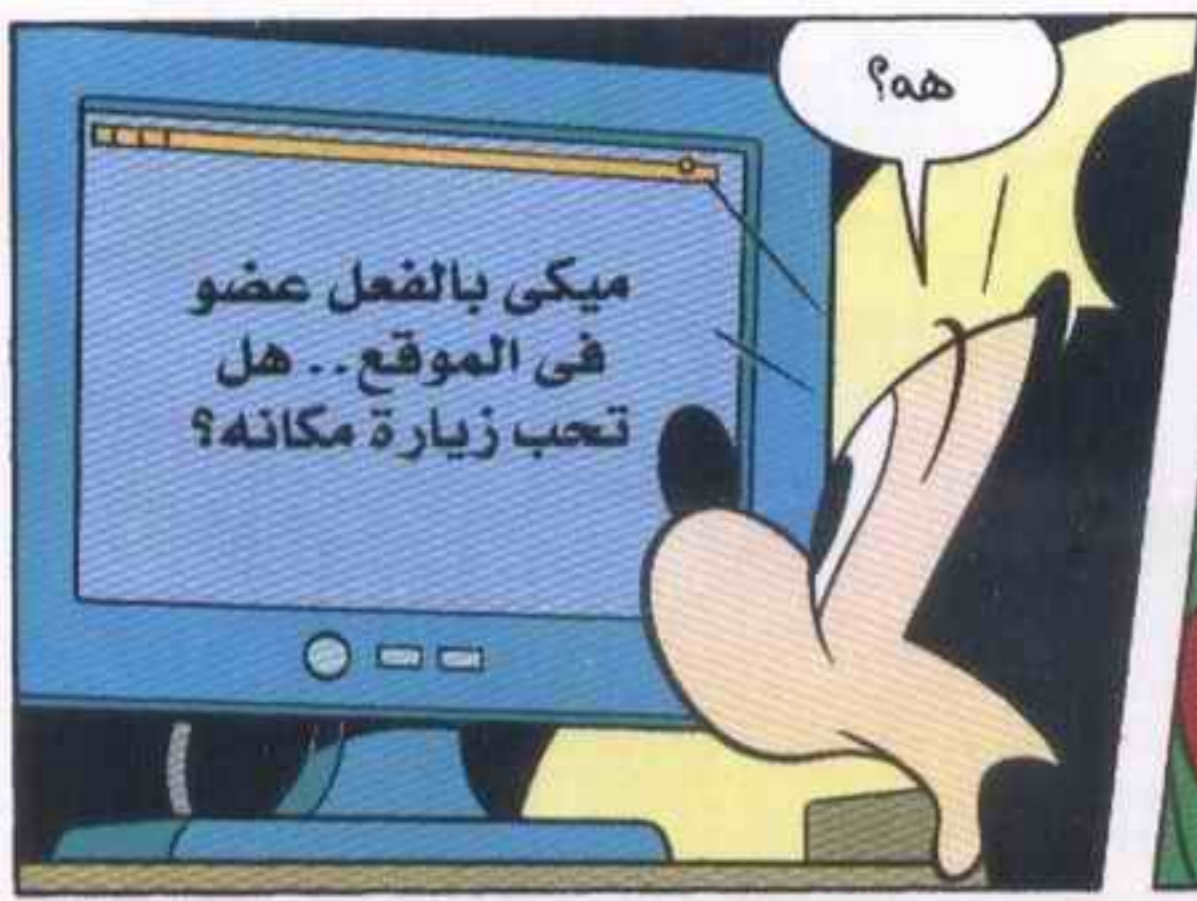 هه؟
ميكى بالفعل عضو
فى الموقع.. هل
تحب زيارة مكانه؟